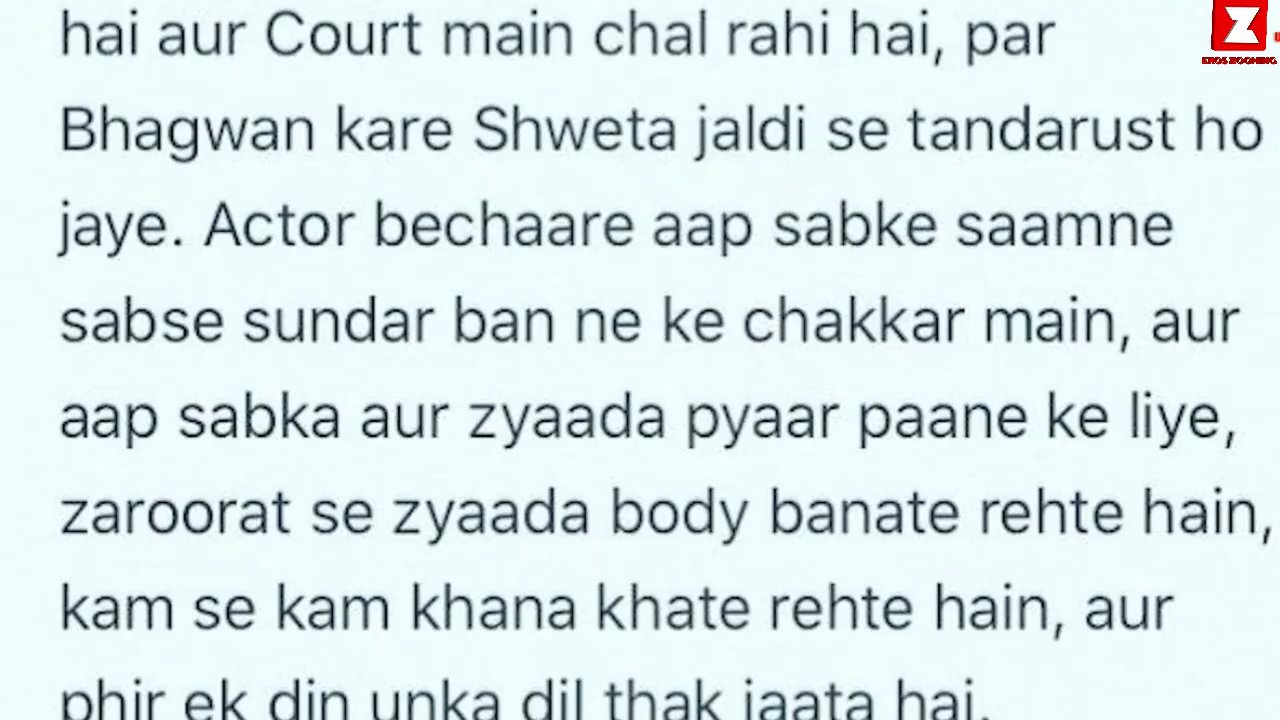 hai aur Court main chal rahi hai, par
Bhagwan kare Shweta jaldi se tandarust ho
jaye. Actor bechaare aap sabke saamne
sabse sundar ban ne ke chakkar main, aur
aap sabka aur zyaada pyaar paane ke liye,
zaroorat se zyaada body banate rehte hain,
kam se kam khana khate rehte hain, aur
phir ek din unka dil thak jaata hai.
Z
EROS ZOOMING